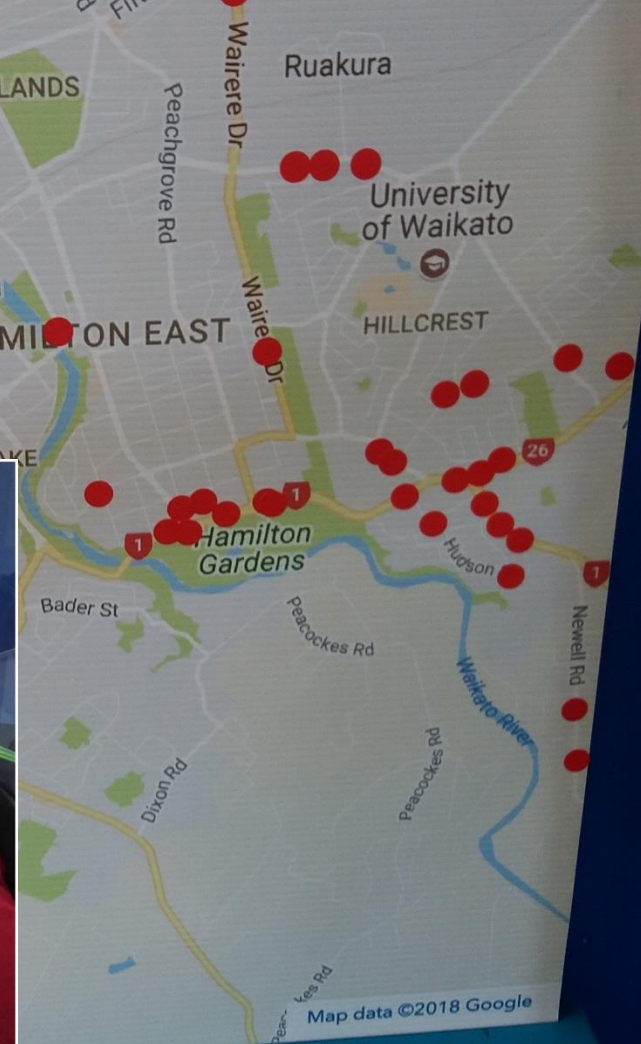 Wairere Dr
Ruakura
LANDS
Peachgrove Rd
University
of Waikato
Waire Dr
MILTON EAST
HILLCREST
KE
26
1
1
Hamilton
Gardens
Hudson
1
Bader St
Peacockes Rd
Newell Rd
Waikato River
Peacockes Rd
Dixon Rd
kes Rd
Map data ©2018 Google